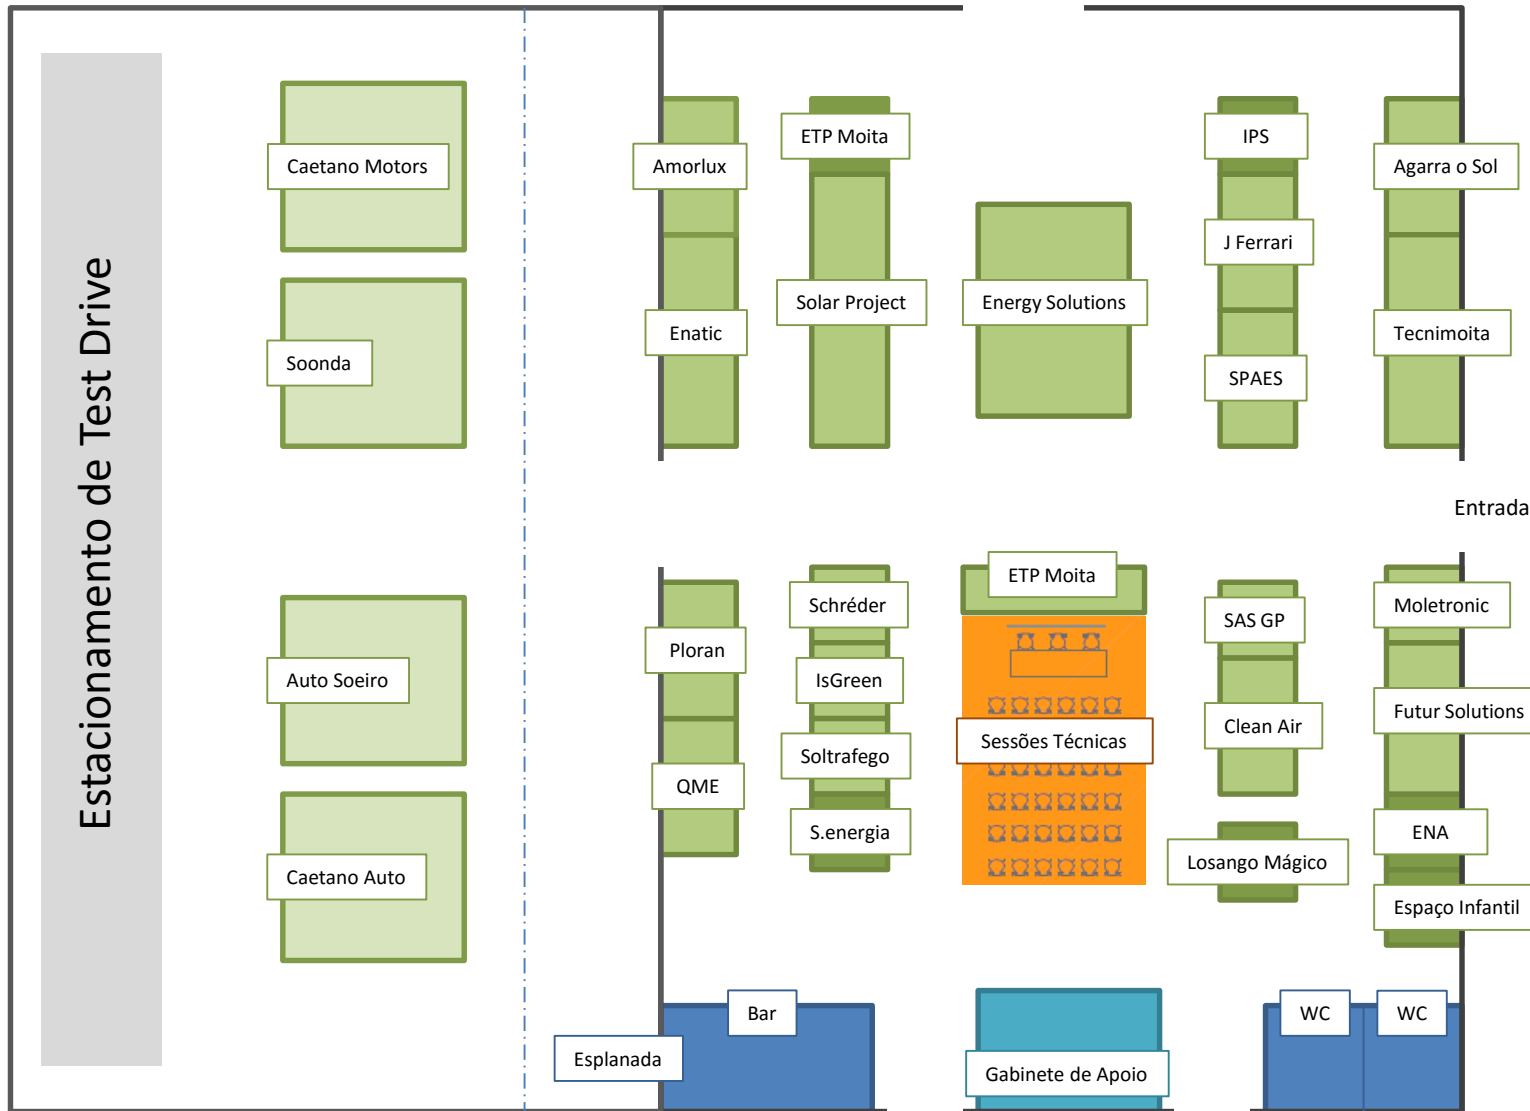 Estacionamento de Test Drive
Caetano Motors
Soonda
Auto Soeiro
Caetano Auto
Amorlux
Enatic
ETP Moita
Solar Project
Energy Solutions
IPS
J Ferrari
SPAES
Agarra o Sol
Tecnimoita
Entrada
Ploran
QME
Schréder
IsGreen
Soltrafego
S.energia
ETP Moita
Sessões Técnicas
SAS GP
Clean Air
Losango Mágico
Moletronic
Futur Solutions
ENA
Espaço Infantil
Bar
Esplanada
Gabinete de Apoio
WC
WC